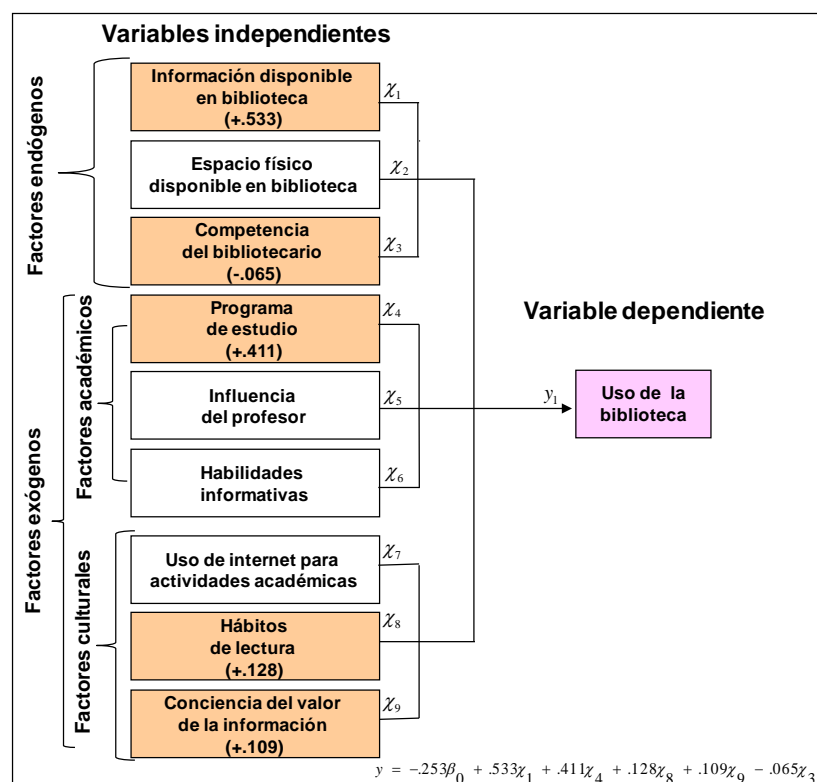 Variables independientes
Factores endógenos
Información disponible
en biblioteca
(+.533)
χ1
Espacio físico
disponible en biblioteca
χ2
Competencia
del bibliotecario
(-.065)
χ3
Factores exógenos
Factores académicos
Programa
de estudio
(+.411)
χ4
Influencia
del profesor
χ5
Habilidades
informativas
χ6
Factores culturales
Uso de internet para
actividades académicas
χ7
Hábitos
de lectura
(+.128)
χ8
Conciencia del valor
de la información
(+.109)
χ9
Variable dependiente
y1
Uso de la
biblioteca
y = -.253β0 + .533χ1 + .411χ4 + .128χ8 + .109χ9 - .065χ3